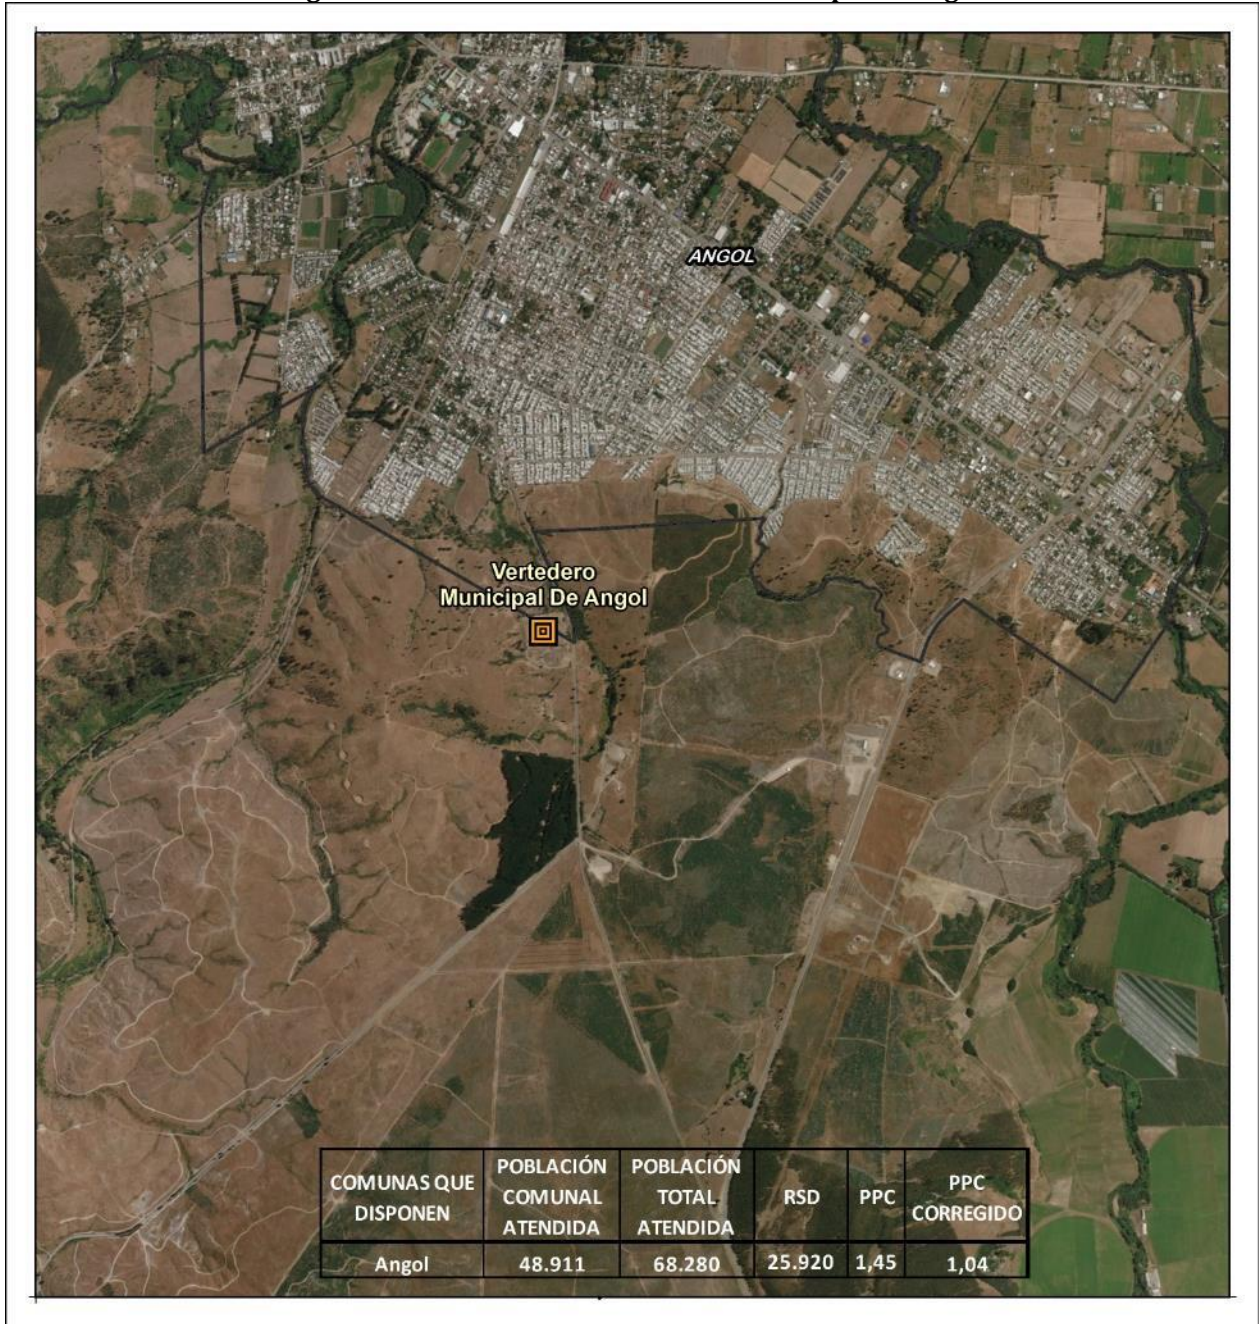 ANGOL
Vertedero
Municipal De Angol
COMUNAS QUE DISPONEN POBLACIÓN COMUNAL ATENDIDA POBLACIÓN TOTAL ATENDIDA RSD PPC PPC CORREGIDO
Angol 48.911 68.280 25.920 1,45 1,04